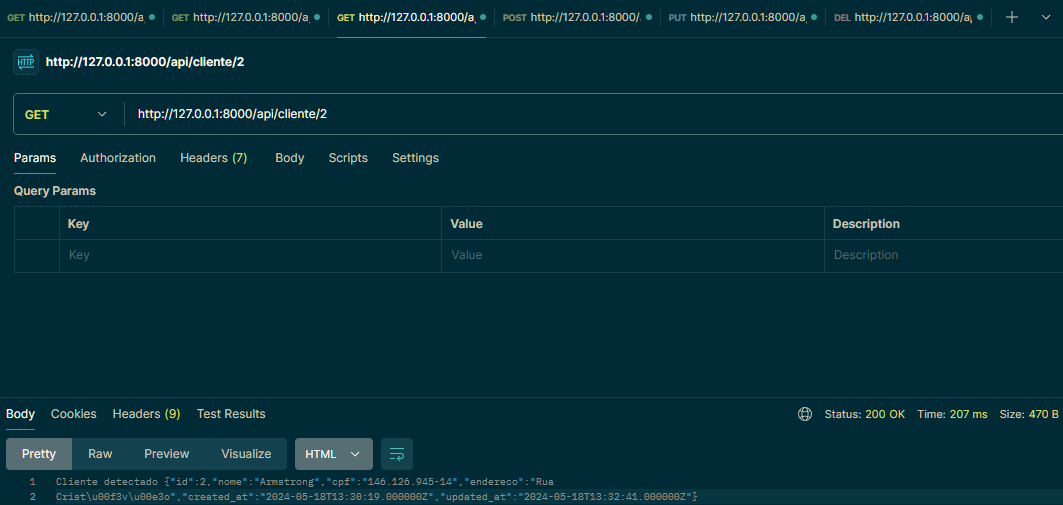 GET http://127.0.0.1:8000/a GET http://127.0.0.1:8000/a GET http://127.0.0.1:8000/a POST http://127.0.0.1:8000/ PUT http://127.0.0.1:8000/a DEL http://127.0.0.1:8000/a
HTTP http://127.0.0.1:8000/api/cliente/2
GET http://127.0.0.1:8000/api/cliente/2
Params Authorization Headers (7) Body Scripts Settings
Query Params
Key Value Description
Key Value Description
Body Cookies Headers (9) Test Results Status: 200 OK Time: 207 ms Size: 470 B
Pretty Raw Preview Visualize HTML
1 Cliente detectado {"id":2,"nome":"Armstrong","cpf":"146.126.945-14","endereco":"Rua
2 Crist\u00f3v\u00e3o","created_at":"2024-05-18T13:30:19.000000Z","updated_at":"2024-05-18T13:32:41.000000Z"}